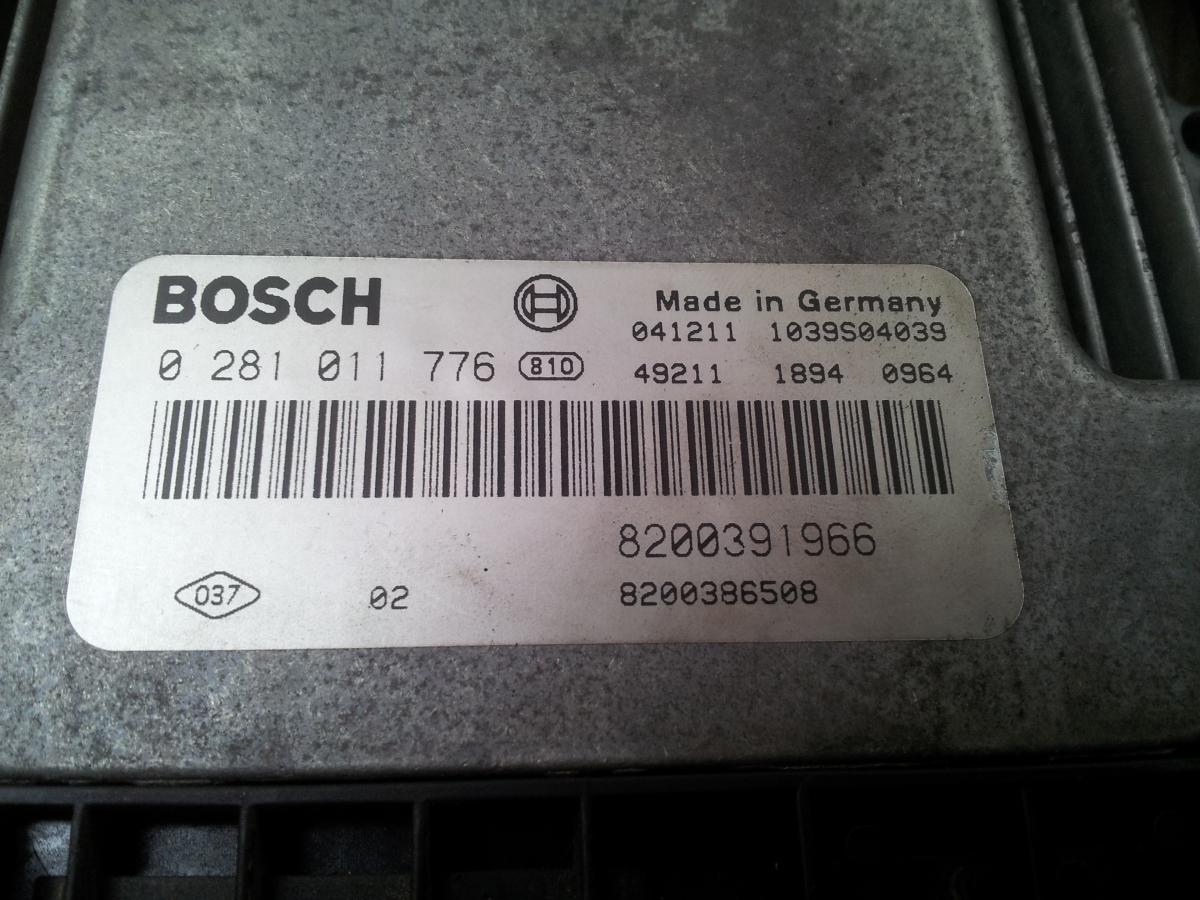 BOSCH
Made in Germany
041211 1039S04039
0 281 011 776 810
49211 1894 0964
8200391966
037 02 8200386508